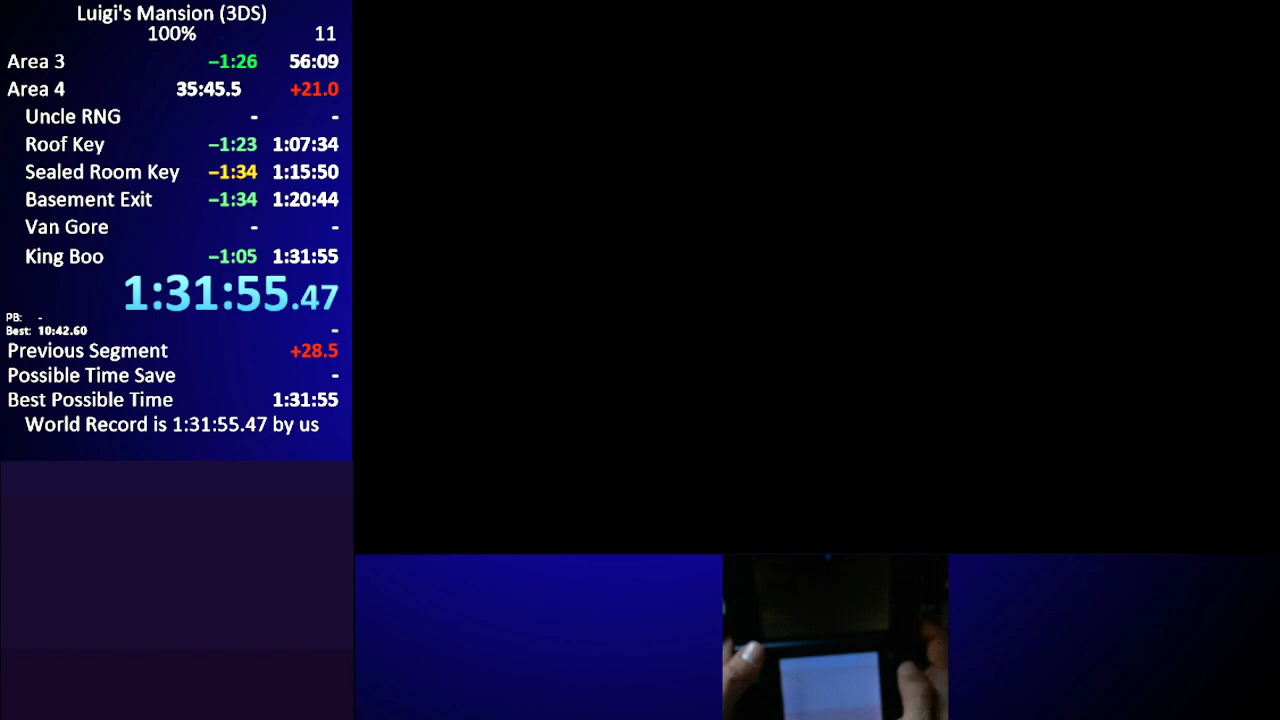 Luigi's Mansion (3DS)
100% 11
Area 3 −1:26 56:09
Area 4 35:45.5 +21.0
Uncle RNG - -
Roof Key −1:23 1:07:34
Sealed Room Key −1:34 1:15:50
Basement Exit −1:34 1:20:44
Van Gore - -
King Boo −1:05 1:31:55
1:31:55.47
PB: -
Best: 10:42.60 -
Previous Segment +28.5
Possible Time Save -
Best Possible Time 1:31:55
World Record is 1:31:55.47 by us